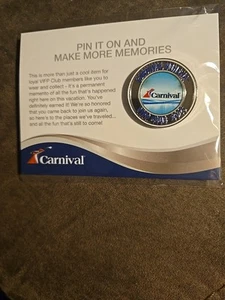 PIN IT ON AND
MAKE MORE MEMORIES
This is more than just a cool item for
loyal VIFP Club members like you to
wear and collect - it's a permanent
memento of all the fun that's happened
right here on this vacation. You've
definitely earned it! We're so honored
that you came back to join us again,
so here's to the places we've traveled...
and all the fun that's still to come!
Carnival
Carnival